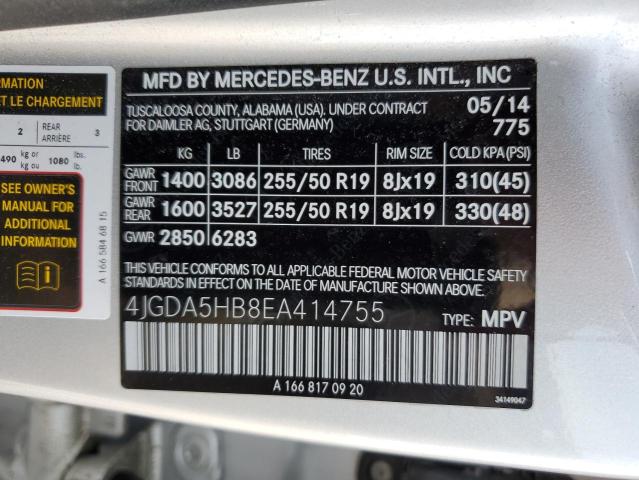 RMATION
ET LE CHARGEMENT
2 REAR ARRIÈRE 3
490 kg or kg ou 1080 lbs. lb.
SEE OWNER'S
MANUAL FOR
ADDITIONAL
INFORMATION
A 166 584 68 15
MFD BY MERCEDES-BENZ U.S. INTL., INC
TUSCALOOSA COUNTY, ALABAMA (USA), UNDER CONTRACT 05/14
FOR DAIMLER AG, STUTTGART (GERMANY) 775
KG LB TIRES RIM SIZE COLD KPA(PSI)
GAWR FRONT 1400 3086 255/50 R19 8Jx19 310(45)
GAWR REAR 1600 3527 255/50 R19 8Jx19 330(48)
GVWR 2850 6283
THIS VEHICLE CONFORMS TO ALL APPLICABLE FEDERAL MOTOR VEHICLE SAFETY
STANDARDS IN EFFECT ON THE DATE OF MANUFACTURE SHOWN ABOVE.
4JGDA5HB8EA414755 TYPE: MPV
A 166 817 09 20
34149047